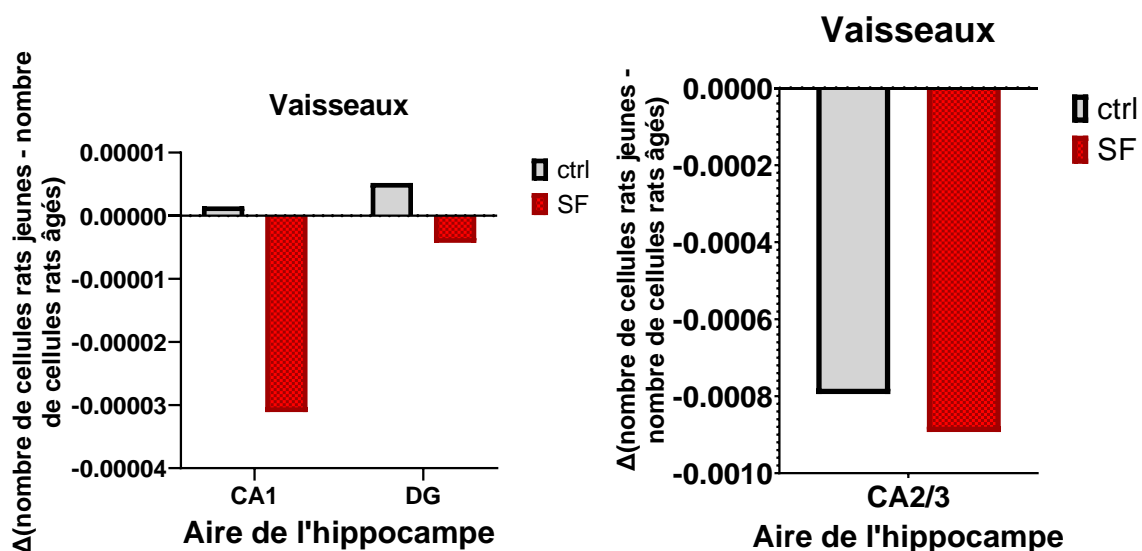 Vaisseaux
Δ(nombre de cellules rats jeunes - nombre
de cellules rats âgés)
0.00001
0.00000
-0.00001
-0.00002
-0.00003
-0.00004
CA1
DG
Aire de l'hippocampe
ctrl
SF
Vaisseaux
Δ(nombre de cellules rats jeunes -
nombre de cellules rats âgés)
0.0000
-0.0002
-0.0004
-0.0006
-0.0008
-0.0010
CA2/3
Aire de l'hippocampe
ctrl
SF